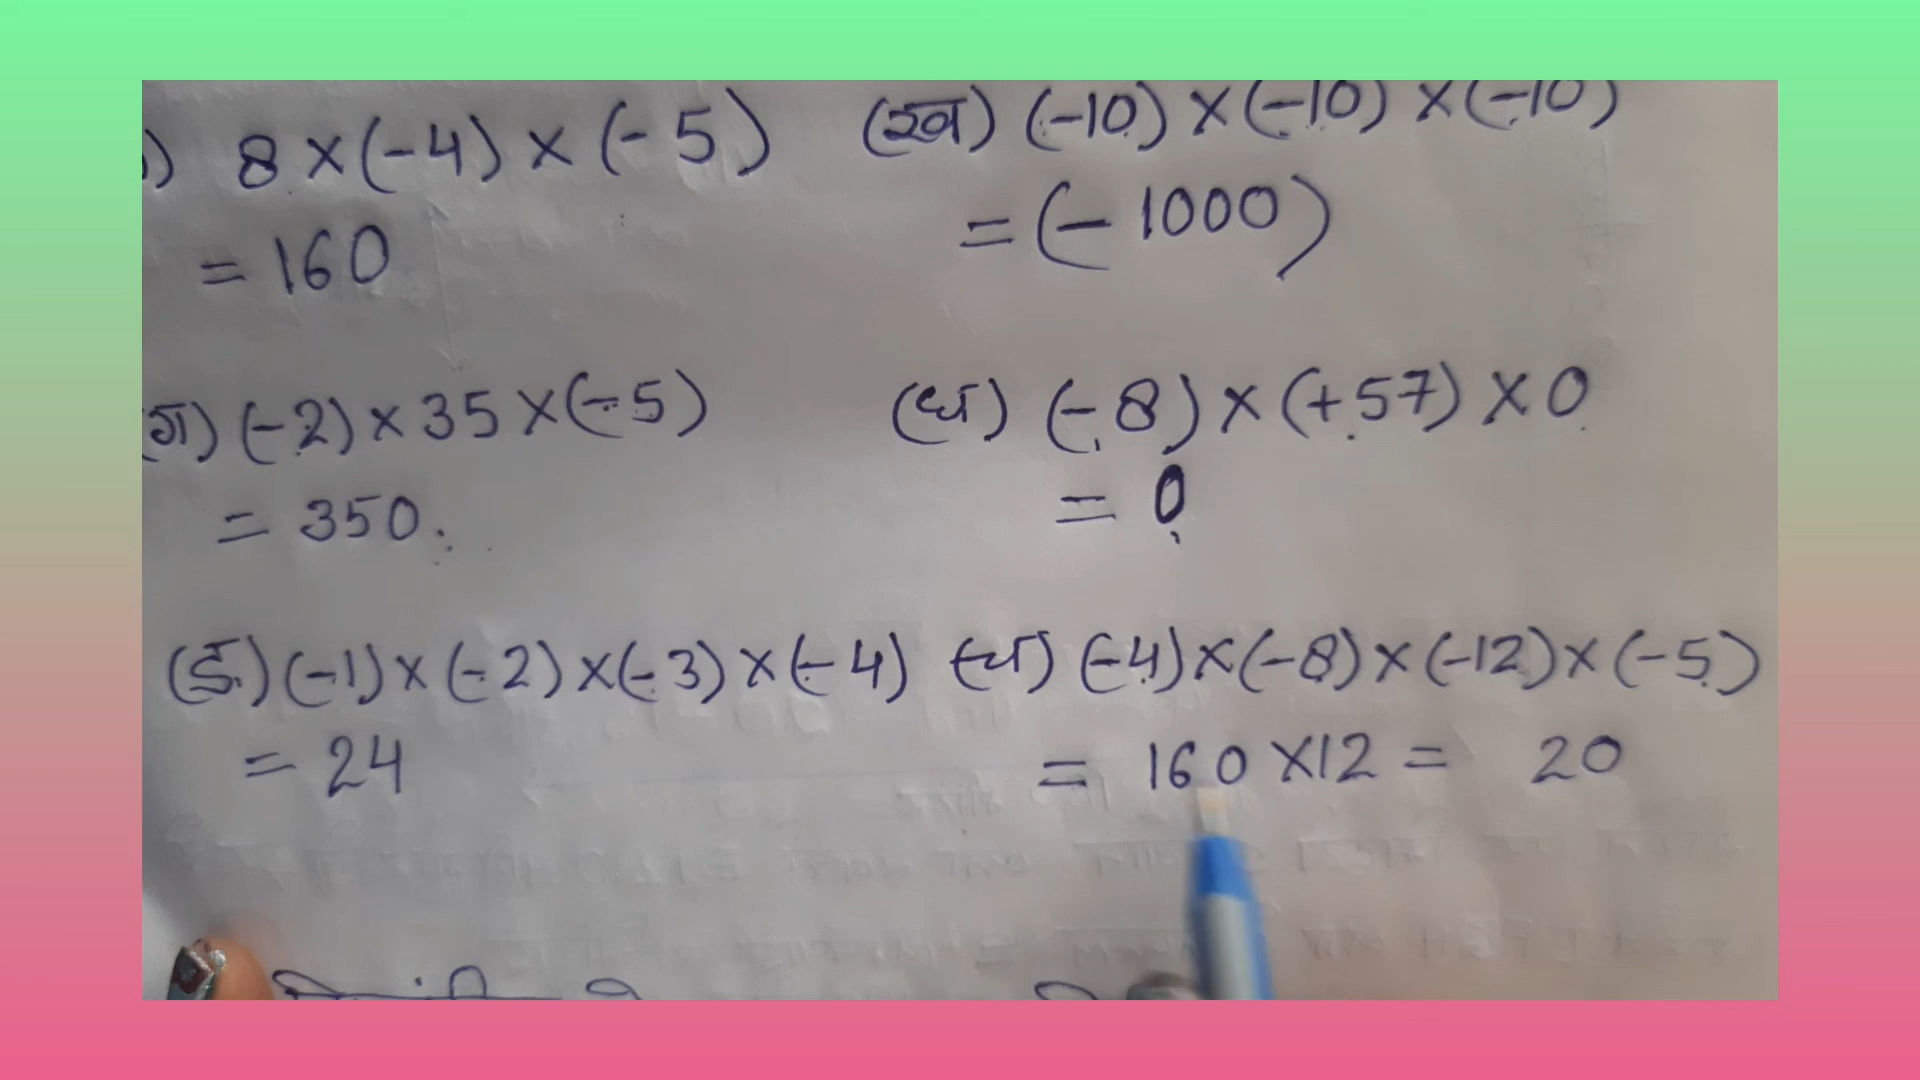 ) 8 × (-4) × (-5) (ख) (-10) × (-10) × (-10)
= 160 = (-1000)
(ग) (-2) × 35 × (-5) (घ) (-8) × (+57) × 0
= 350. = 0
(ङ) (-1) × (-2) × (-3) × (-4) (च) (-4) × (-8) × (-12) × (-5)
= 24 = 160 × 12 = 20